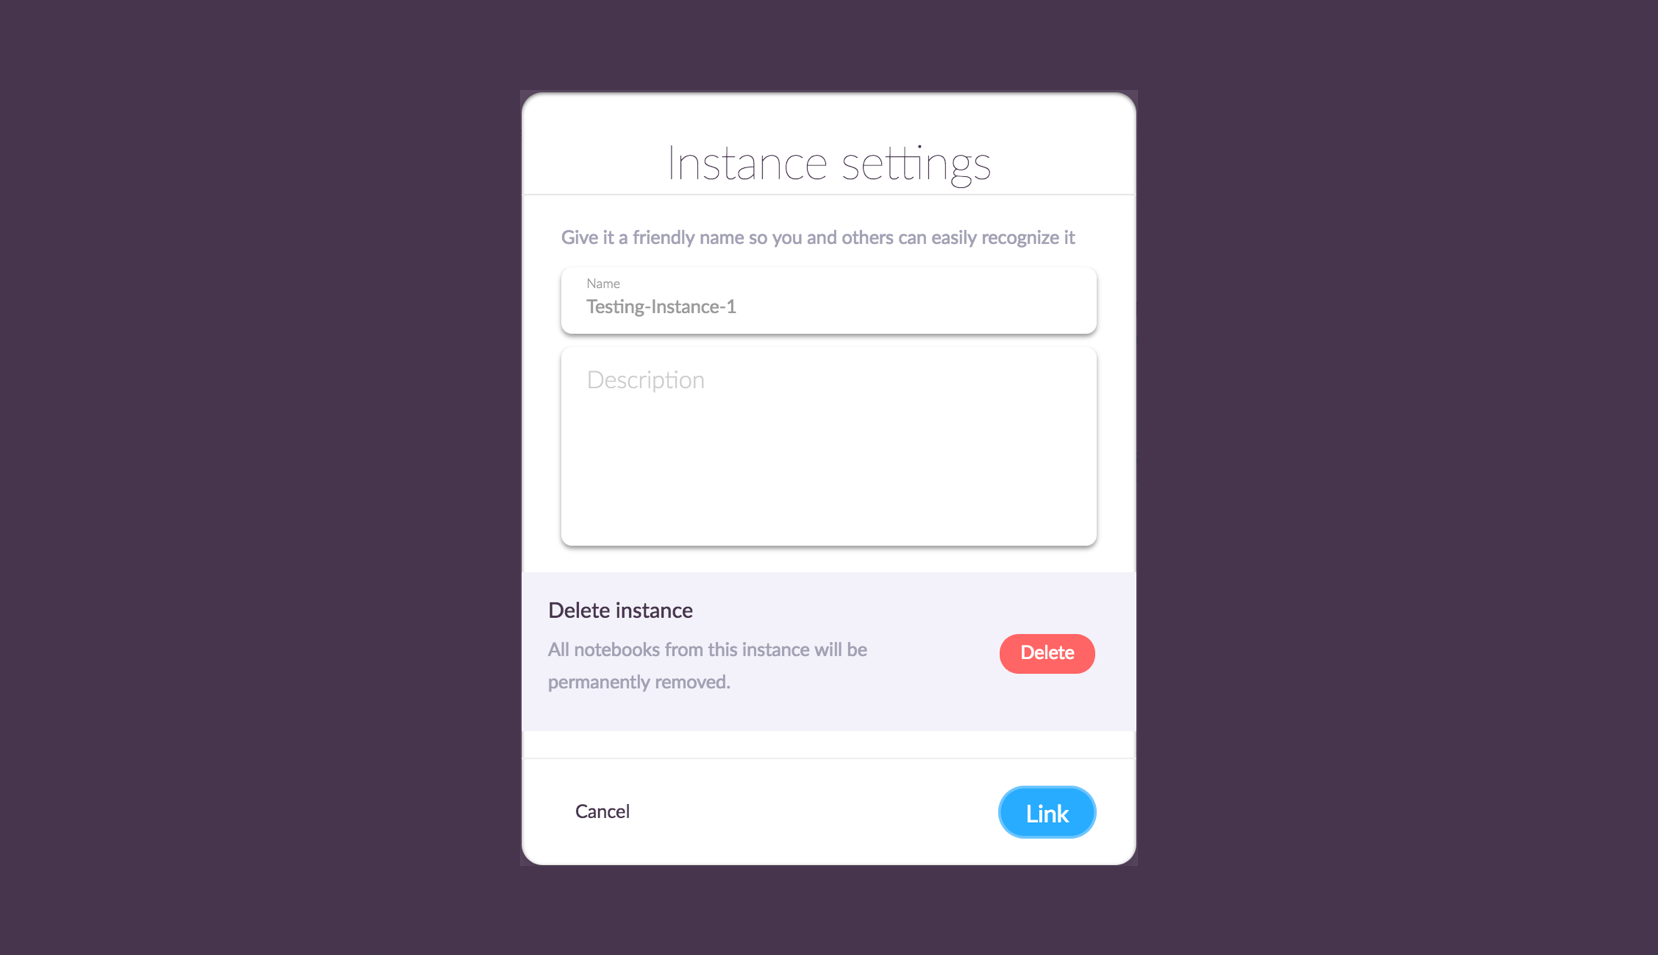 Instance settings
Give it a friendly name so you and others can easily recognize it
Name
Testing-Instance-1
Description
Delete instance
All notebooks from this instance will be
permanently removed.
Delete
Cancel
Link